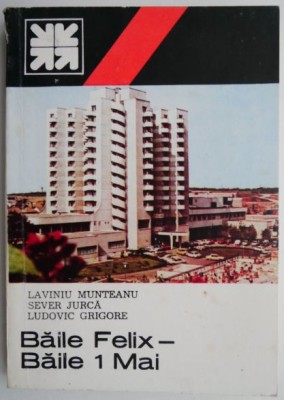 LAVINIU MUNTEANU
SEVER JURCĂ
LUDOVIC GRIGORE
Băile Felix –
Băile 1 Mai